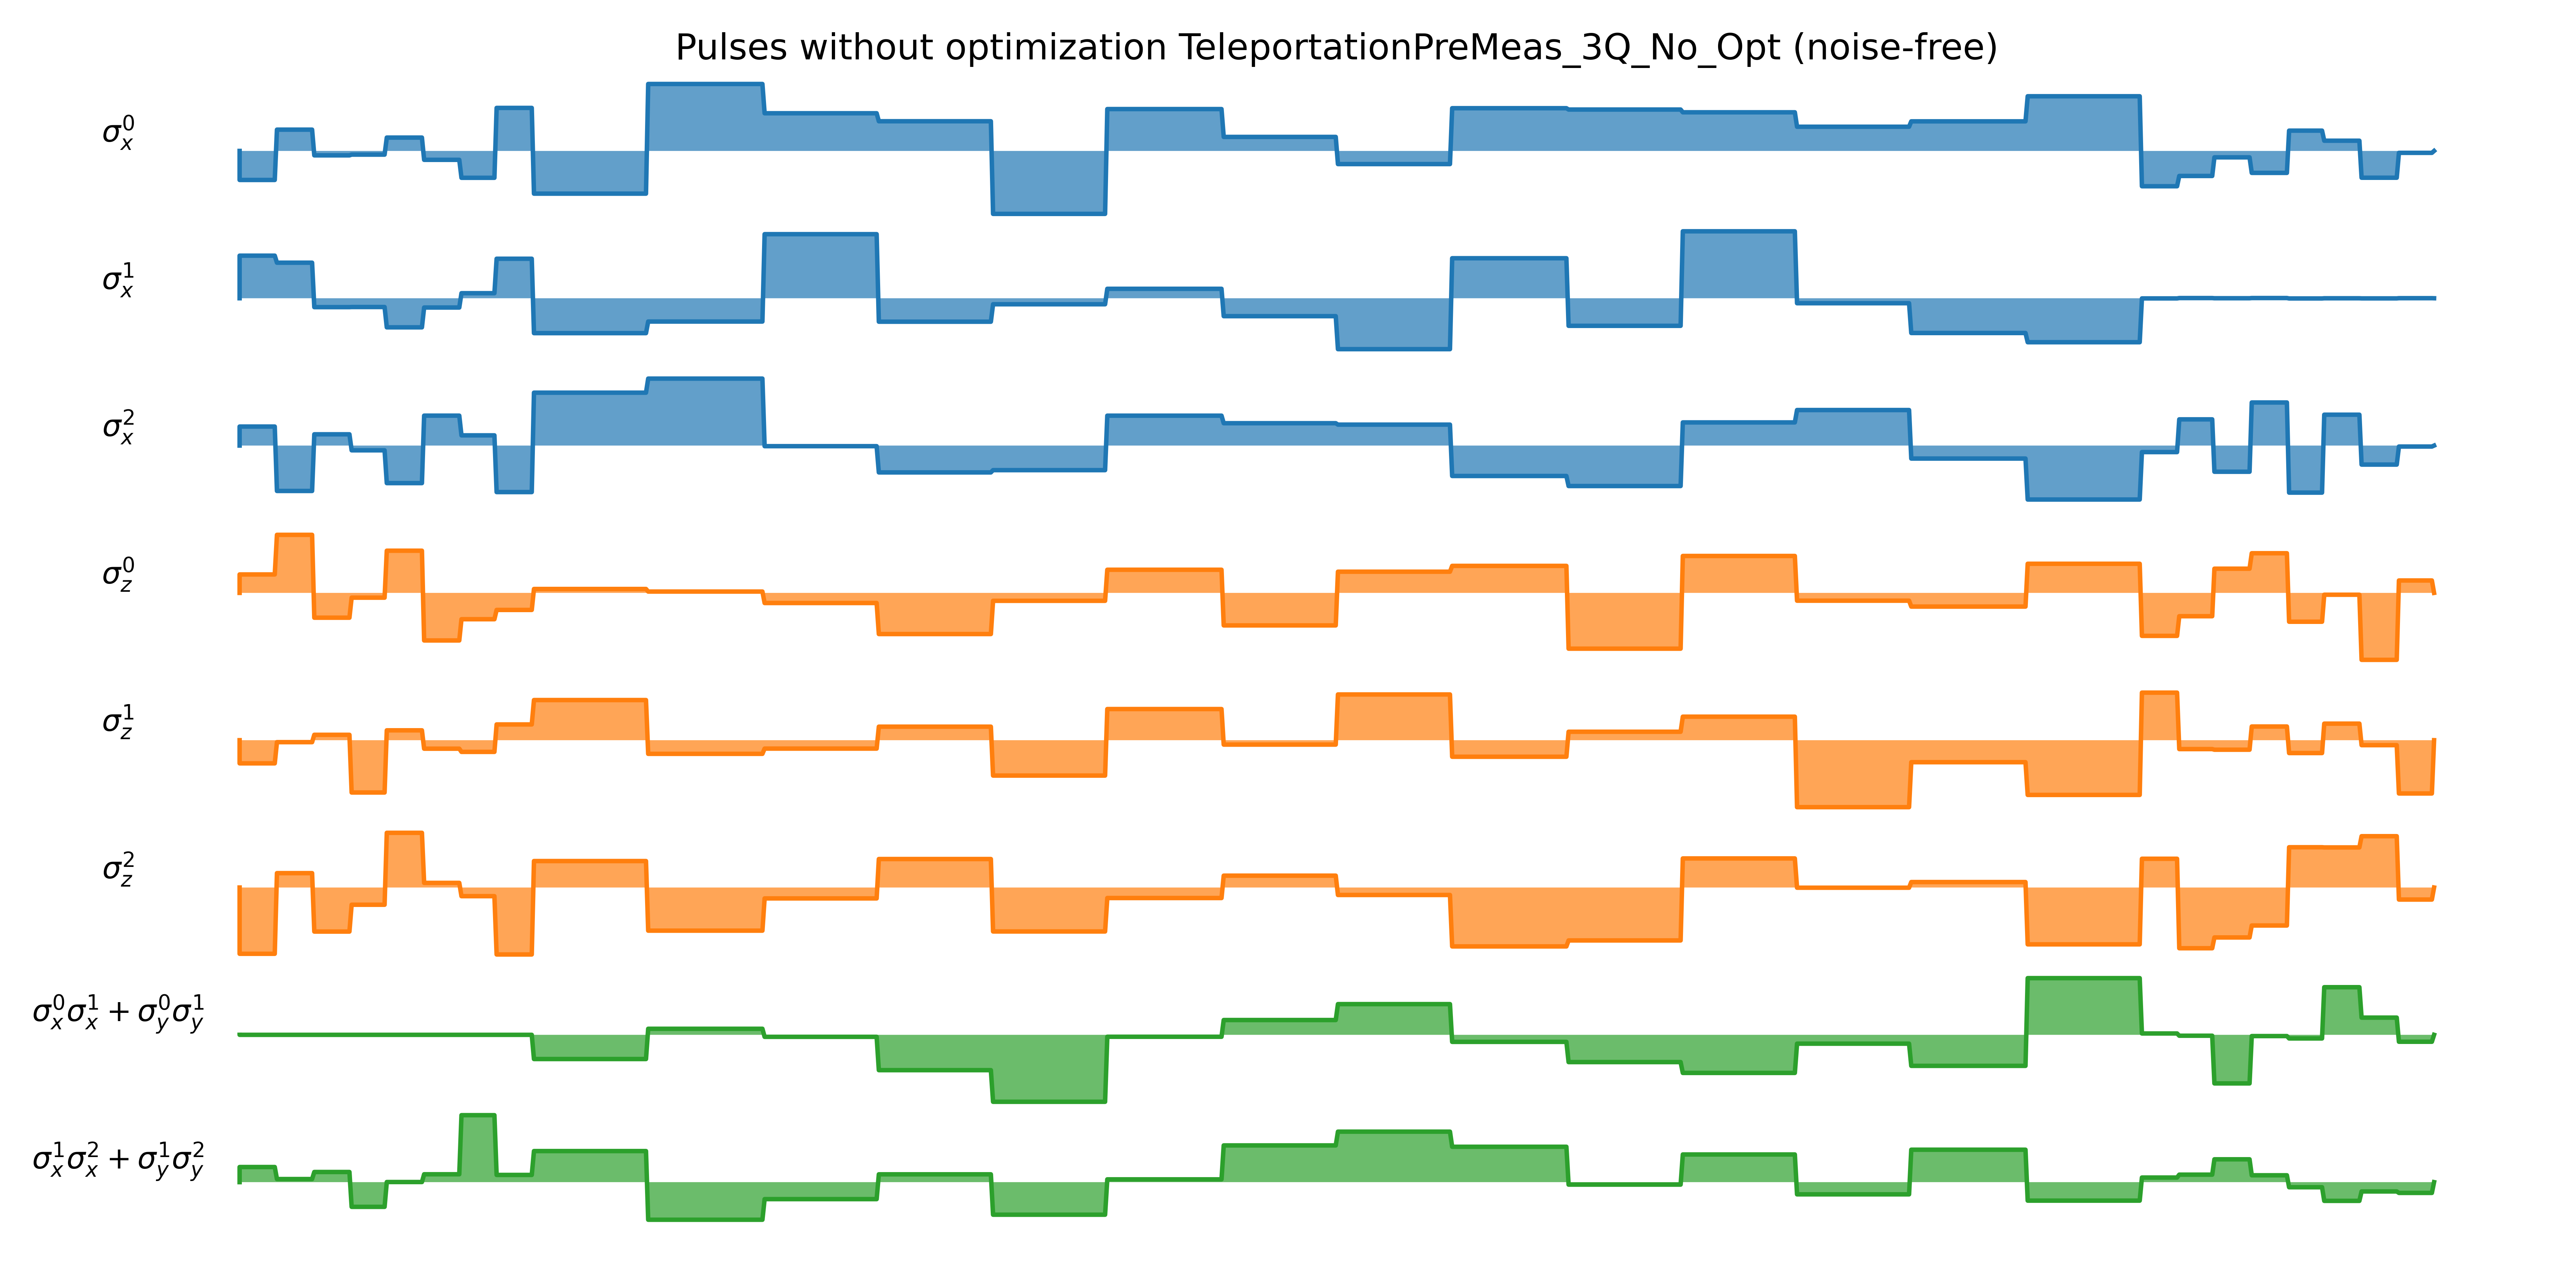 Pulses without optimization TeleportationPreMeas_3Q_No_Opt (noise-free)
σ_x^0
σ_x^1
σ_x^2
σ_z^0
σ_z^1
σ_z^2
σ_x^0σ_x^1 + σ_y^0σ_y^1
σ_x^1σ_x^2 + σ_y^1σ_y^2